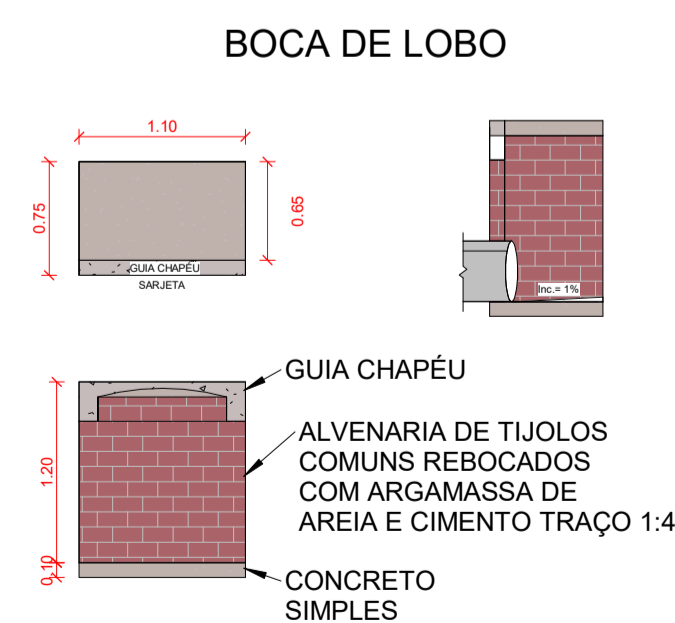 BOCA DE LOBO
1.10
0.75
0.65
GUIA CHAPÉU
SARJETA
Inc.= 1%
GUIA CHAPÉU
1.20
ALVENARIA DE TIJOLOS
COMUNS REBOCADOS
COM ARGAMASSA DE
AREIA E CIMENTO TRAÇO 1:4
0.10
CONCRETO
SIMPLES